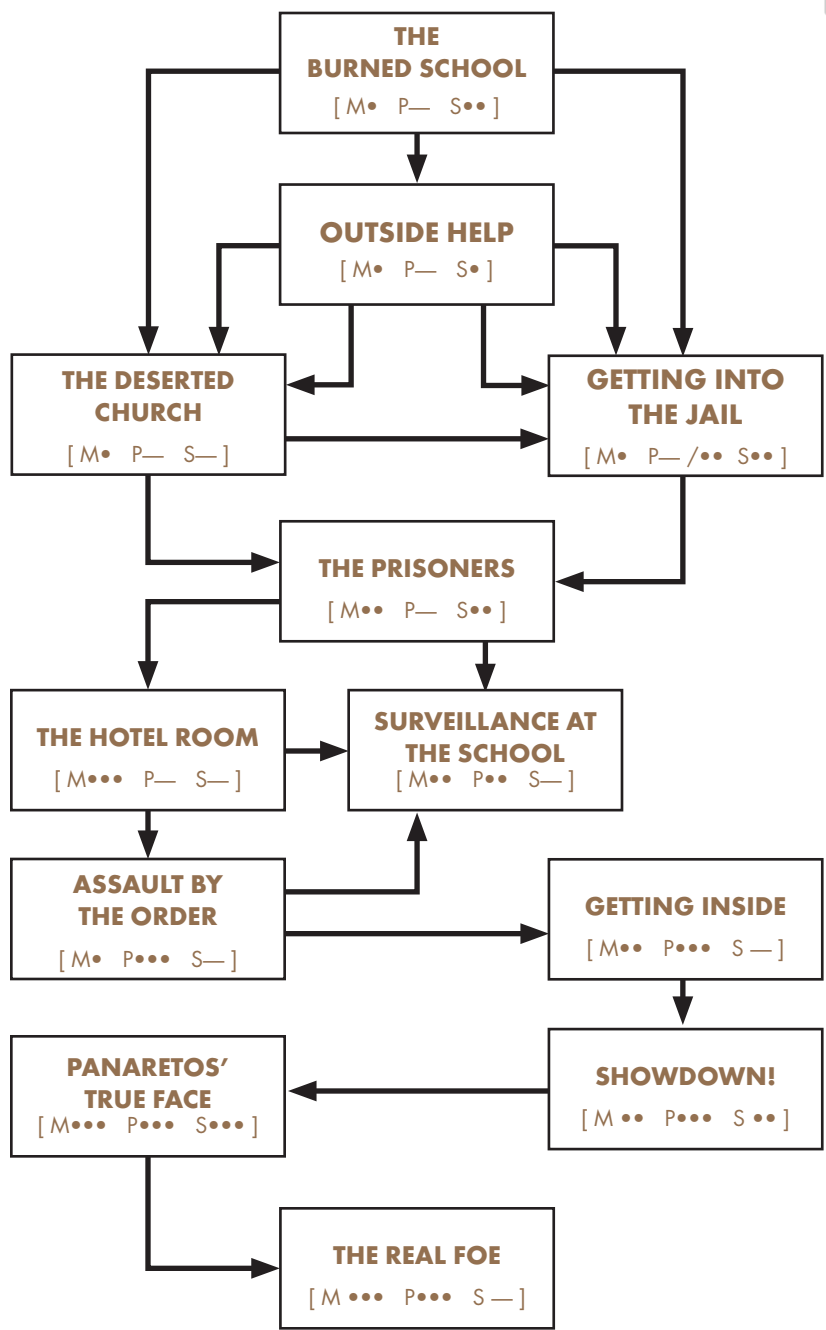 THE
BURNED SCHOOL
[ M• P— S•• ]
OUTSIDE HELP
[ M• P— S• ]
THE DESERTED
CHURCH
[ M• P— S— ]
GETTING INTO
THE JAIL
[ M• P— /•• S•• ]
THE PRISONERS
[ M•• P— S•• ]
THE HOTEL ROOM
[ M••• P— S— ]
SURVEILLANCE AT
THE SCHOOL
[ M•• P•• S— ]
ASSAULT BY
THE ORDER
[ M• P••• S— ]
GETTING INSIDE
[ M•• P••• S — ]
PANARETOS’
TRUE FACE
[ M••• P••• S••• ]
SHOWDOWN!
[ M •• P••• S •• ]
THE REAL FOE
[ M ••• P••• S — ]